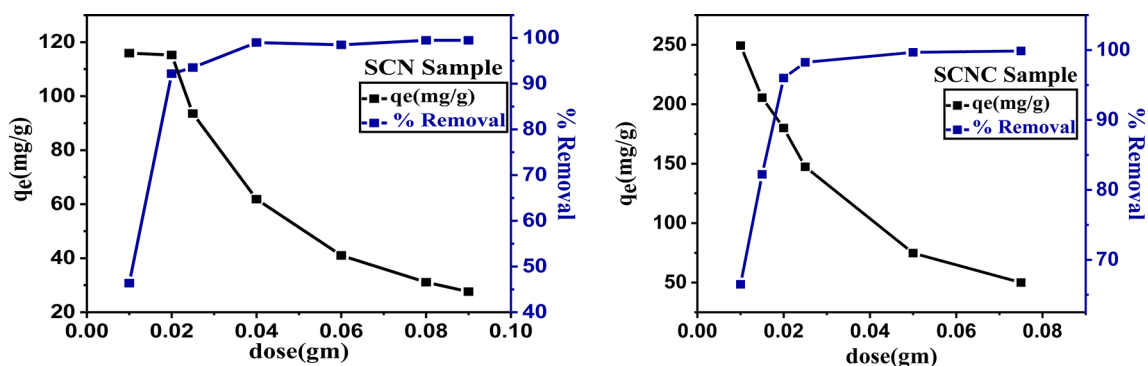 SCN Sample
qe(mg/g)
% Removal
120
100
80
60
40
20
qe(mg/g)
100
90
80
70
60
50
40
% Removal
0.00 0.02 0.04 0.06 0.08 0.10
dose(gm)
SCNC Sample
qe(mg/g)
% Removal
250
200
150
100
50
qe(mg/g)
100
90
80
70
% Removal
0.00 0.02 0.04 0.06 0.08
dose(gm)